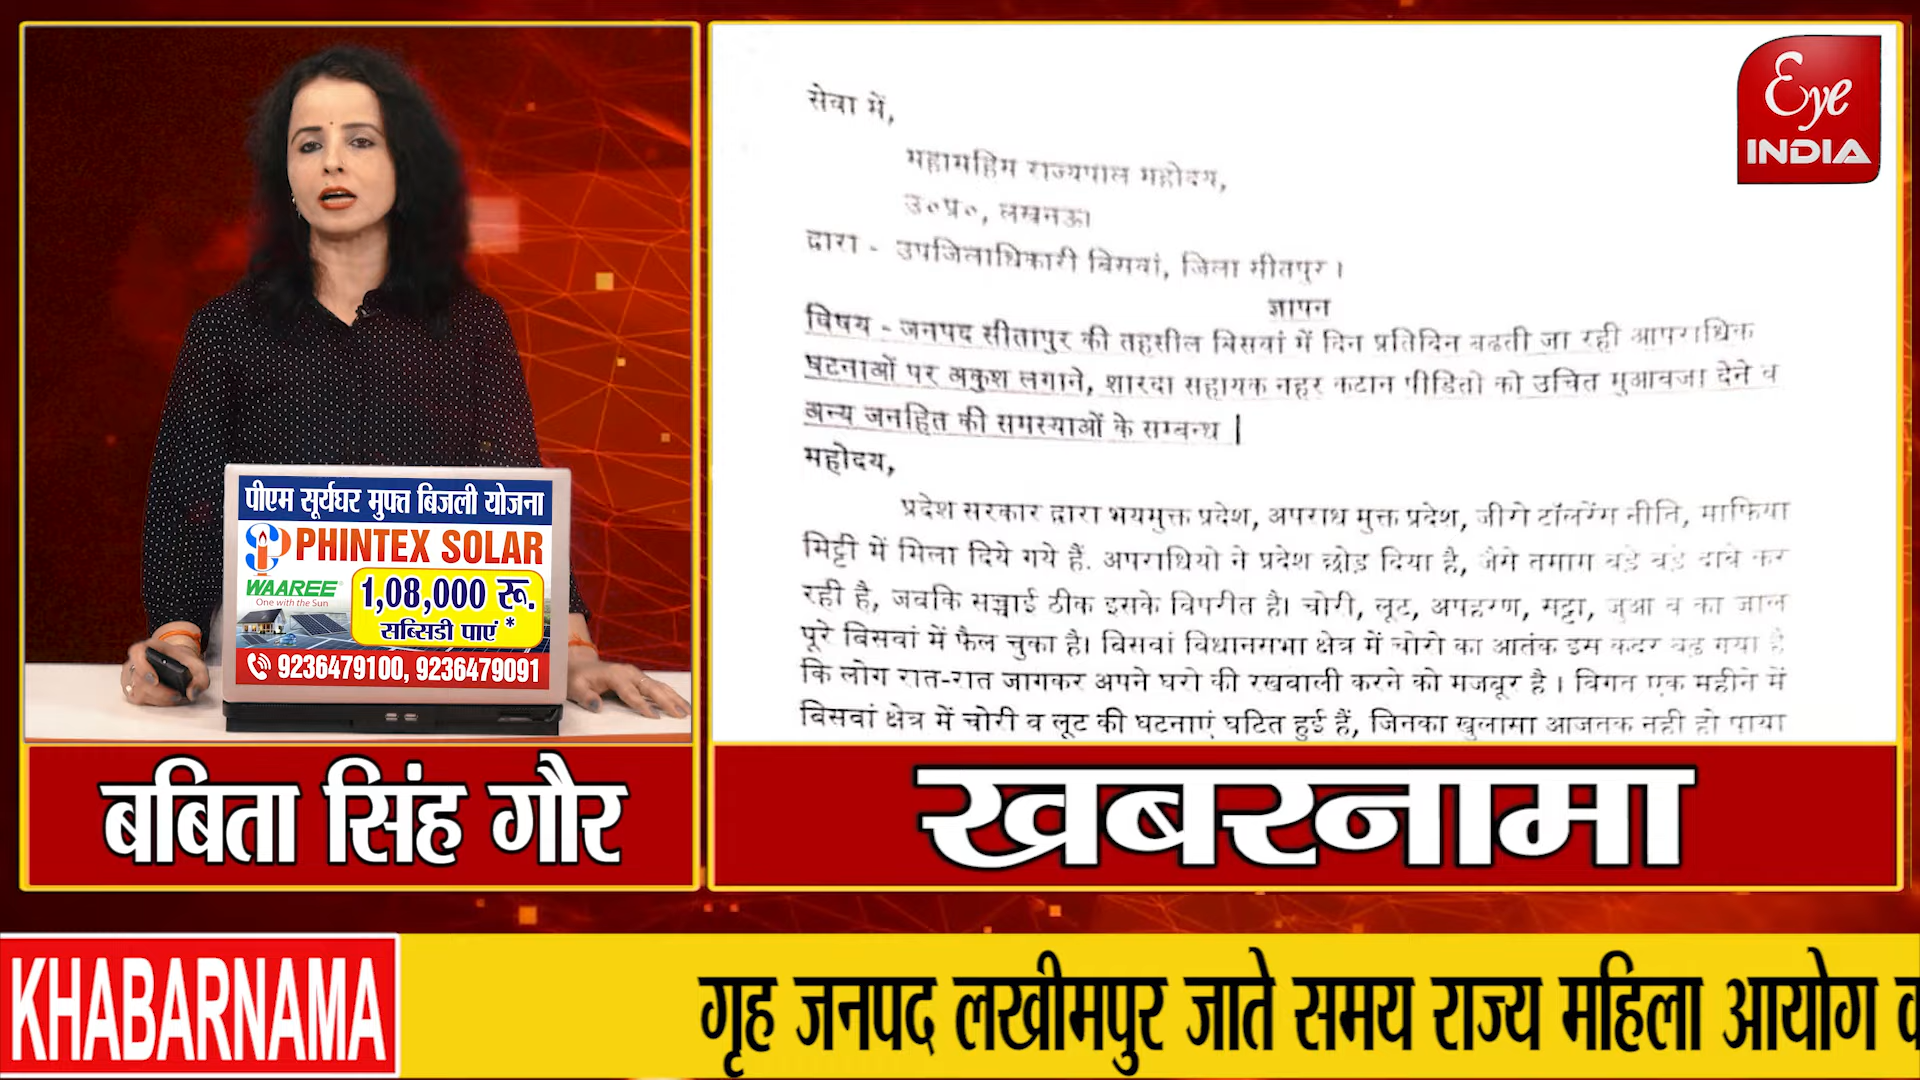 सेवा में,
महामहिम राज्यपाल महोदय,
उ०प्र०, लखनऊ।
द्वारा - उपजिलाधिकारी बिसवां, जिला सीतपुर ।
ज्ञापन
विषय - जनपद सीतापुर की तहसील बिसवां में दिन प्रतिदिन बढती जा रही आपराधिक
घटनाओं पर अकुश लगाने, शारदा सहायक नहर कटान पीडितो को उचित मुआवजा देने व
अन्य जनहित की समस्याओं के सम्बन्ध |
महोदय,
प्रदेश सरकार द्वारा भयमुक्त प्रदेश, अपराध मुक्त प्रदेश, जीरो टॉलरेंग नीति, माफिया
मिट्टी में मिला दिये गये हैं. अपराधियो ने प्रदेश छोड़ दिया है, जैसे तमाम बड़े बड़े दावे कर
रही है, जबकि सच्चाई ठीक इसके विपरीत है। चोरी, लूट, अपहरण, सट्टा, जुआ व का जाल
पूरे बिसवां में फैल चुका है। विसवां विधानसभा क्षेत्र में चोरो का आतंक इस कदर बढ़ गया है
कि लोग रात-रात जागकर अपने घरो की रखवाली करने को मजबूर है । विगत एक महीने में
बिसवां क्षेत्र में चोरी व लूट की घटनाएं घटित हुई हैं, जिनका खुलासा आजतक नही हो पाया
Eye
INDIA
पीएम सूर्यघर मुफ्त बिजली योजना
PHINTEX SOLAR
WAAREE
One with the Sun
1,08,000 रू.
सब्सिडी पाएं *
9236479100, 9236479091
बबिता सिंह गौर
खबरनामा
KHABARNAMA
गृह जनपद लखीमपुर जाते समय राज्य महिला आयोग